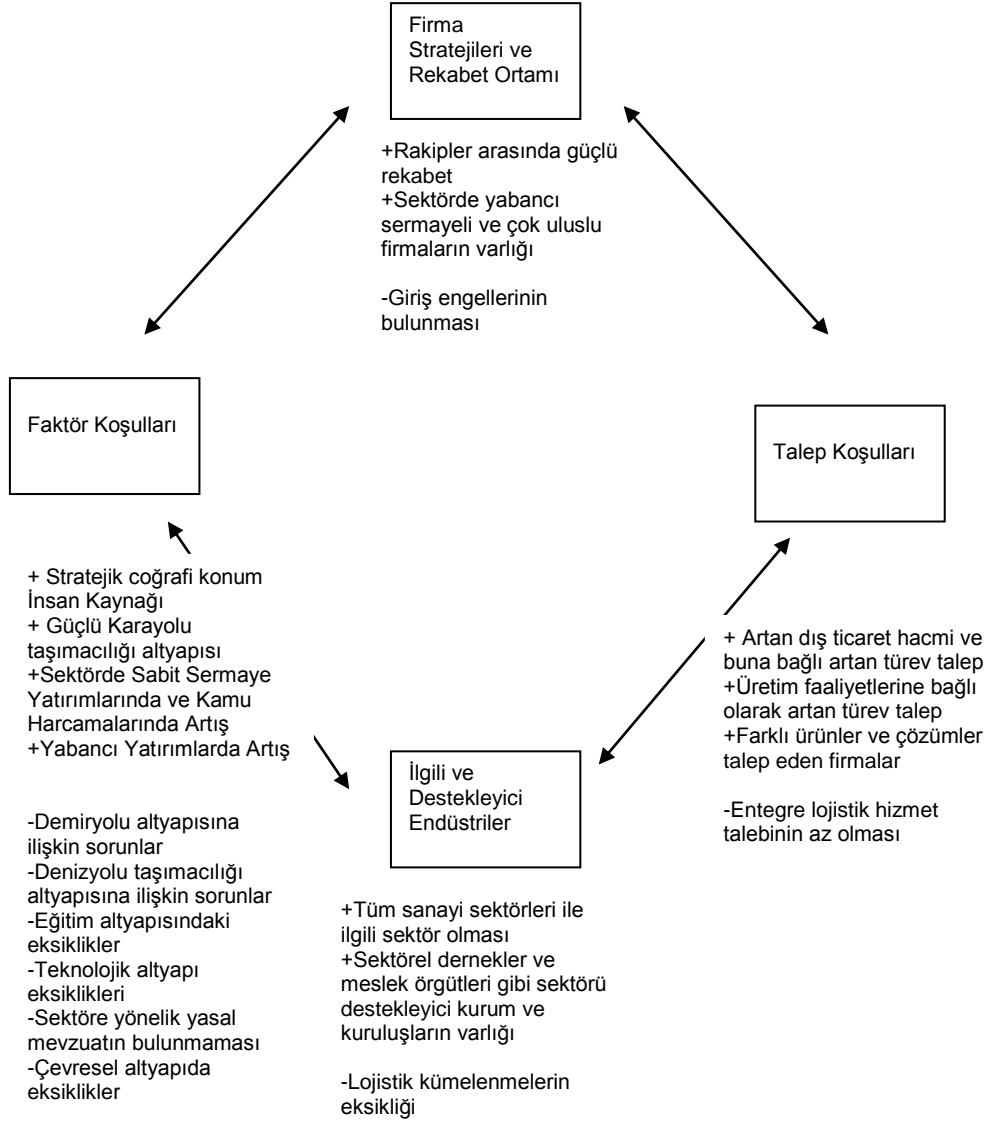 Firma
Stratejileri ve
Rekabet Ortamı
+Rakipler arasında güçlü
rekabet
+Sektörde yabancı
sermayeli ve çok uluslu
firmaların varlığı
-Giriş engellerinin
bulunması
Faktör Koşulları
Talep Koşulları
+ Stratejik coğrafi konum
İnsan Kaynağı
+ Güçlü Karayolu
taşımacılığı altyapısı
+Sektörde Sabit Sermaye
Yatırımlarında ve Kamu
Harcamalarında Artış
+Yabancı Yatırımlarda Artış
-Demiryolu altyapısına
ilişkin sorunlar
-Denizyolu taşımacılığı
altyapısına ilişkin sorunlar
-Eğitim altyapısındaki
eksiklikler
-Teknolojik altyapı
eksiklikleri
-Sektöre yönelik yasal
mevzuatın bulunmaması
-Çevresel altyapıda
eksiklikler
İlgili ve
Destekleyici
Endüstriler
+Tüm sanayi sektörleri ile
ilgili sektör olması
+Sektörel dernekler ve
meslek örgütleri gibi sektörü
destekleyici kurum ve
kuruluşların varlığı
-Lojistik kümelenmelerin
eksikliği
+ Artan dış ticaret hacmi ve
buna bağlı artan türev talep
+Üretim faaliyetlerine bağlı
olarak artan türev talep
+Farklı ürünler ve çözümler
talep eden firmalar
-Entegre lojistik hizmet
talebinin az olması